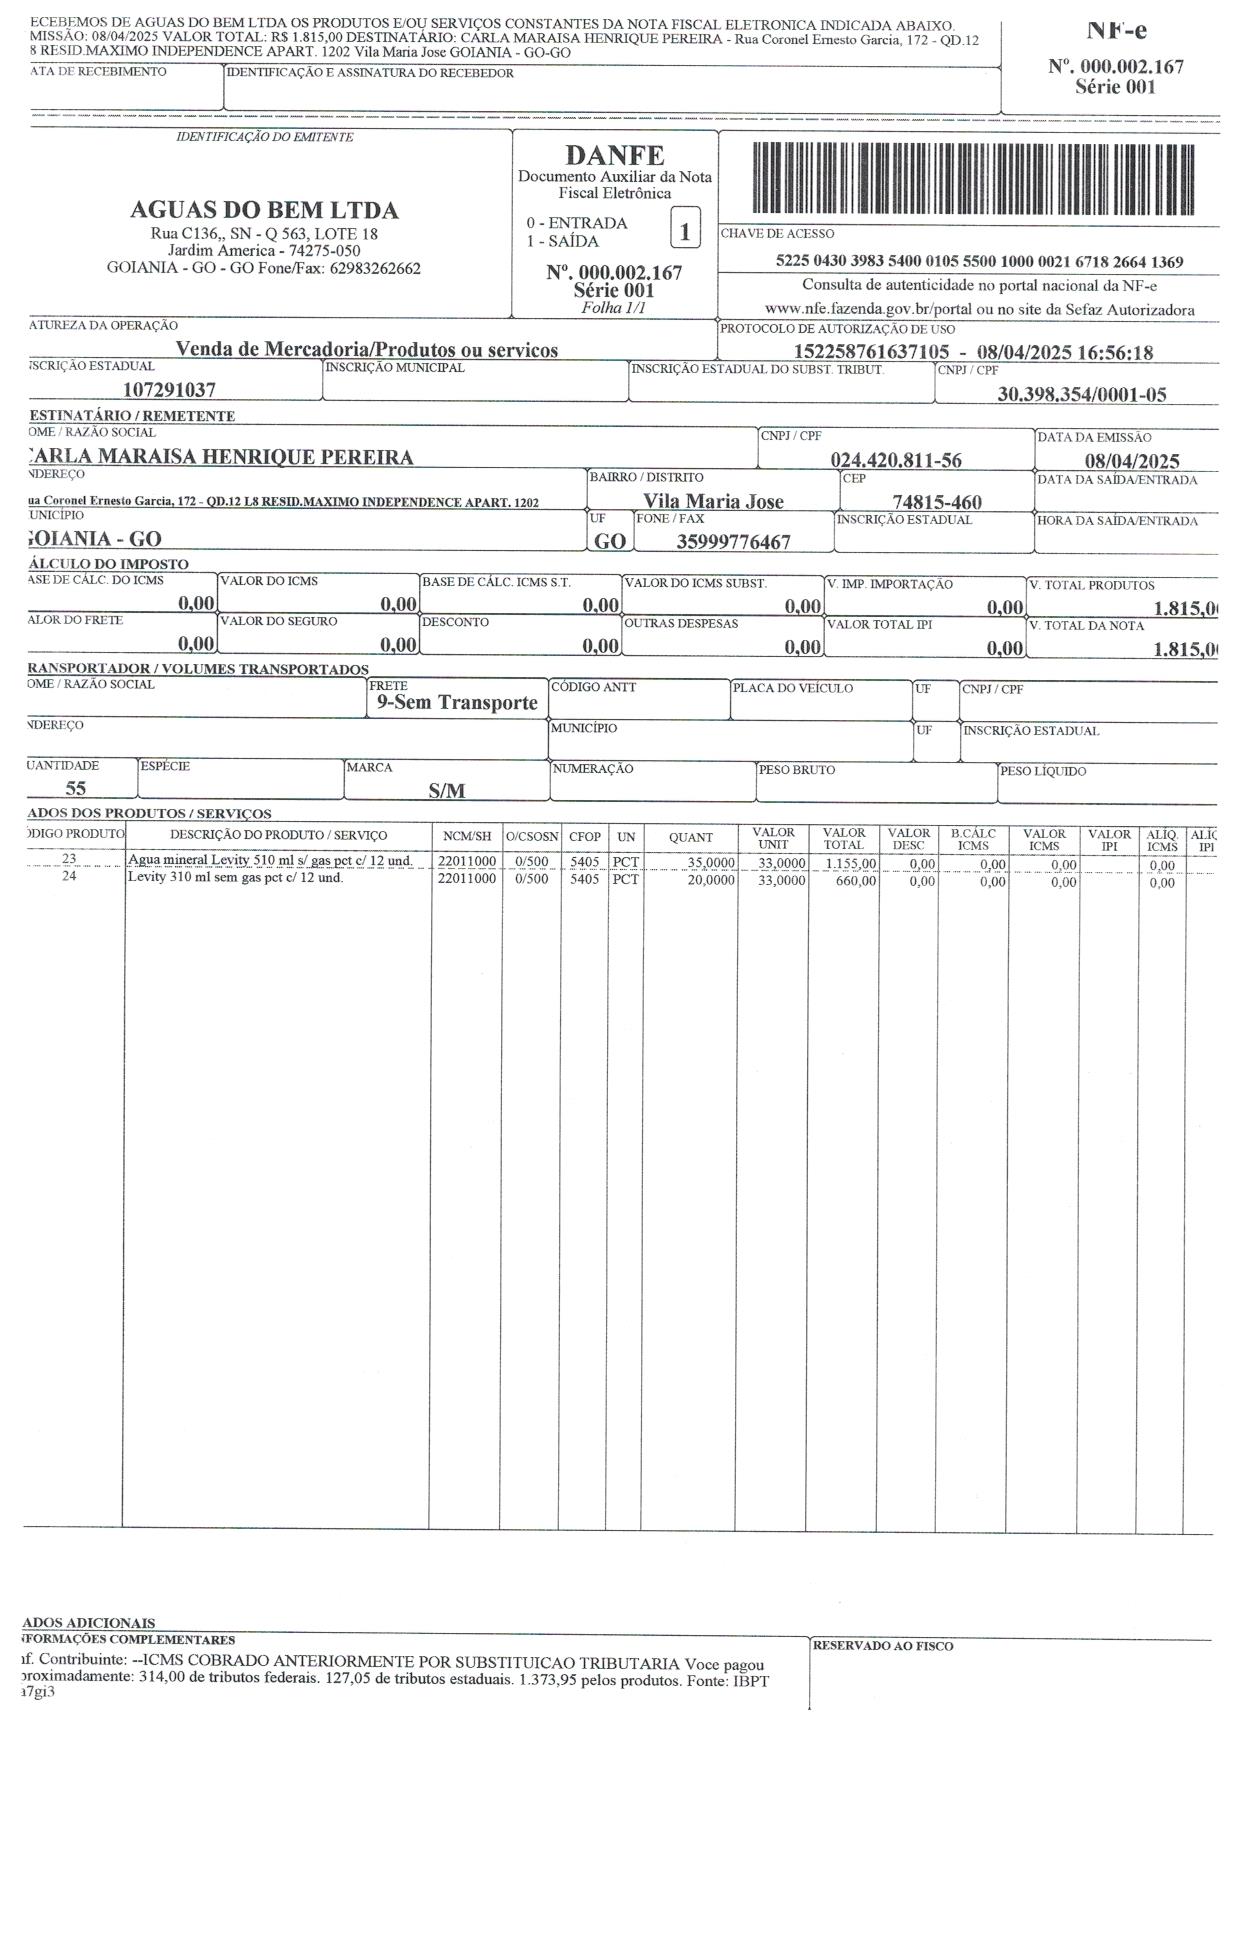 ECEBEMOS DE AGUAS DO BEM LTDA OS PRODUTOS E/OU SERVIÇOS CONSTANTES DA NOTA FISCAL ELETRONICA INDICADA ABAIXO.
MISSÃO: 08/04/2025 VALOR TOTAL: R$ 1.815,00 DESTINATÁRIO: CARLA MARAISA HENRIQUE PEREIRA - Rua Coronel Ernesto Garcia, 172 - QD.12
8 RESID.MAXIMO INDEPENDENCE APART. 1202 Vila Maria Jose GOIANIA - GO-GO
ATA DE RECEBIMENTO
IDENTIFICAÇÃO E ASSINATURA DO RECEBEDOR
NF-e
Nº. 000.002.167
Série 001
IDENTIFICAÇÃO DO EMITENTE
AGUAS DO BEM LTDA
Rua C136,, SN - Q 563, LOTE 18
Jardim America - 74275-050
GOIANIA - GO - GO Fone/Fax: 62983262662
DANFE
Documento Auxiliar da Nota
Fiscal Eletrônica
0 - ENTRADA
1 - SAÍDA
1
Nº. 000.002.167
Série 001
Folha 1/1
CHAVE DE ACESSO
5225 0430 3983 5400 0105 5500 1000 0021 6718 2664 1369
Consulta de autenticidade no portal nacional da NF-e
www.nfe.fazenda.gov.br/portal ou no site da Sefaz Autorizadora
ATUREZA DA OPERAÇÃO
Venda de Mercadoria/Produtos ou servicos
PROTOCOLO DE AUTORIZAÇÃO DE USO
152258761637105 - 08/04/2025 16:56:18
SCRIÇÃO ESTADUAL
107291037
INSCRIÇÃO MUNICIPAL
INSCRIÇÃO ESTADUAL DO SUBST. TRIBUT.
CNPJ / CPF
30.398.354/0001-05
ESTINATÁRIO / REMETENTE
OME / RAZÃO SOCIAL
CARLA MARAISA HENRIQUE PEREIRA
CNPJ / CPF
024.420.811-56
DATA DA EMISSÃO
08/04/2025
NDEREÇO
ua Coronel Ernesto Garcia, 172 - QD.12 L8 RESID.MAXIMO INDEPENDENCE APART. 1202
BAIRRO / DISTRITO
Vila Maria Jose
CEP
74815-460
DATA DA SAÍDA/ENTRADA
UNICÍPIO
GOIANIA - GO
UF
GO
FONE / FAX
35999776467
INSCRIÇÃO ESTADUAL
HORA DA SAÍDA/ENTRADA
ÁLCULO DO IMPOSTO
ASE DE CÁLC. DO ICMS
0,00
VALOR DO ICMS
0,00
BASE DE CÁLC. ICMS S.T.
0,00
VALOR DO ICMS SUBST.
0,00
V. IMP. IMPORTAÇÃO
0,00
V. TOTAL PRODUTOS
1.815,00
ALOR DO FRETE
0,00
VALOR DO SEGURO
0,00
DESCONTO
0,00
OUTRAS DESPESAS
0,00
VALOR TOTAL IPI
0,00
V. TOTAL DA NOTA
1.815,00
RANSPORTADOR / VOLUMES TRANSPORTADOS
OME / RAZÃO SOCIAL
FRETE
9-Sem Transporte
CÓDIGO ANTT
PLACA DO VEÍCULO
UF
CNPJ / CPF
NDEREÇO
MUNICÍPIO
UF
INSCRIÇÃO ESTADUAL
UANTIDADE
55
ESPÉCIE
MARCA
S/M
NUMERAÇÃO
PESO BRUTO
PESO LÍQUIDO
ADOS DOS PRODUTOS / SERVIÇOS
ÓDIGO PRODUTO DESCRIÇÃO DO PRODUTO / SERVIÇO NCM/SH O/CSOSN CFOP UN QUANT VALOR UNIT VALOR TOTAL VALOR DESC B.CÁLC ICMS VALOR ICMS VALOR IPI ALÍQ. ICMS ALÍQ IPI
23 Agua mineral Levity 510 ml s/ gas pct c/ 12 und. 22011000 0/500 5405 PCT 35,0000 33,0000 1.155,00 0,00 0,00 0,00 0,00
24 Levity 310 ml sem gas pct c/ 12 und. 22011000 0/500 5405 PCT 20,0000 33,0000 660,00 0,00 0,00 0,00 0,00
ADOS ADICIONAIS
NFORMAÇÕES COMPLEMENTARES
nf. Contribuinte: --ICMS COBRADO ANTERIORMENTE POR SUBSTITUICAO TRIBUTARIA Voce pagou
proximadamente: 314,00 de tributos federais. 127,05 de tributos estaduais. 1.373,95 pelos produtos. Fonte: IBPT
a7gi3
RESERVADO AO FISCO